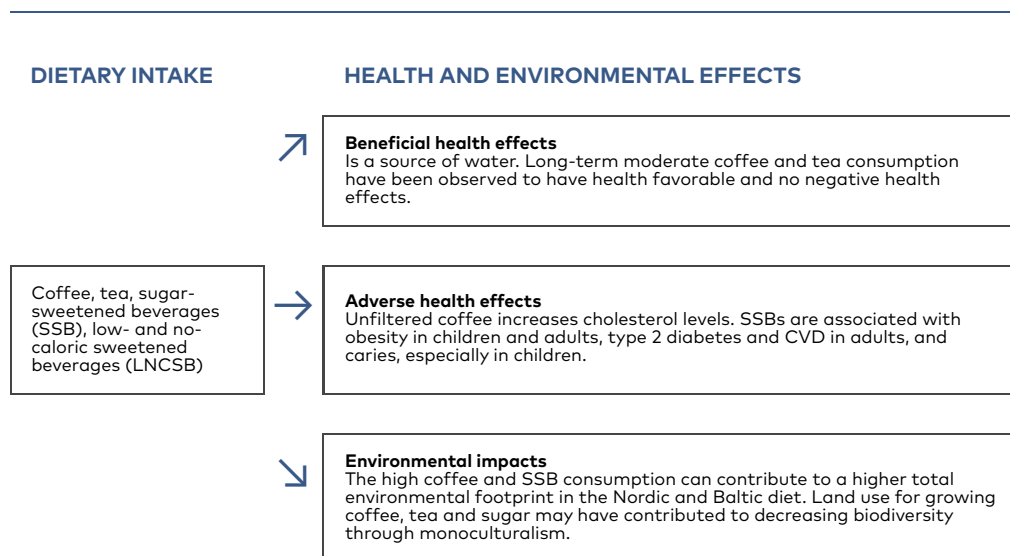 DIETARY INTAKE
HEALTH AND ENVIRONMENTAL EFFECTS
Beneficial health effects
Is a source of water. Long-term moderate coffee and tea consumption
have been observed to have health favorable and no negative health
effects.
Coffee, tea, sugar-
sweetened beverages
(SSB), low- and no-
caloric sweetened
beverages (LNCSB)
Adverse health effects
Unfiltered coffee increases cholesterol levels. SSBs are associated with
obesity in children and adults, type 2 diabetes and CVD in adults, and
caries, especially in children.
Environmental impacts
The high coffee and SSB consumption can contribute to a higher total
environmental footprint in the Nordic and Baltic diet. Land use for growing
coffee, tea and sugar may have contributed to decreasing biodiversity
through monoculturalism.